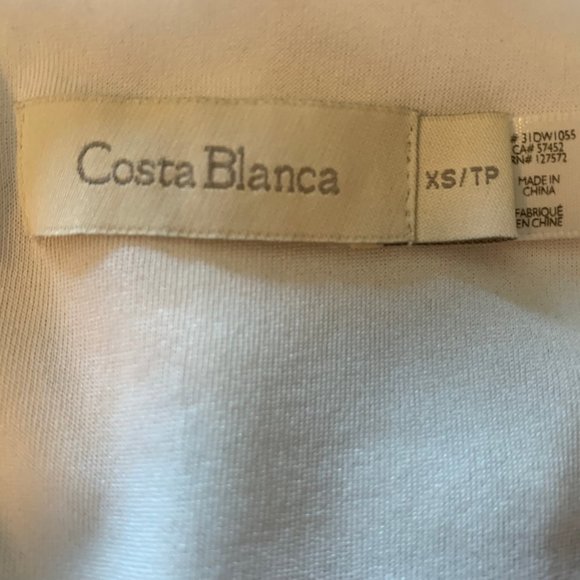 Costa Blanca
XS/TP
# 31DW1055
CA# 57452
RN# 127572
MADE IN
CHINA
FABRIQUÉ
EN CHINE